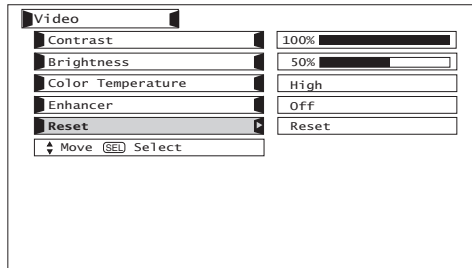 Video
Contrast 100%
Brightness 50%
Color Temperature High
Enhancer Off
Reset Reset
Move SEL Select